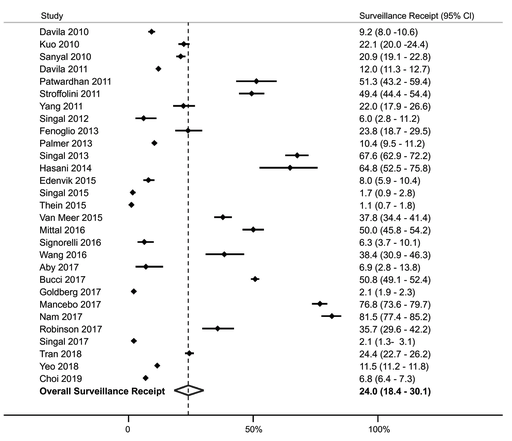 Study Surveillance Receipt (95% CI)
Davila 2010 9.2 (8.0 -10.6)
Kuo 2010 22.1 (20.0 -24.4)
Sanyal 2010 20.9 (19.1 - 22.8)
Davila 2011 12.0 (11.3 - 12.7)
Patwardhan 2011 51.3 (43.2 - 59.4)
Stroffolini 2011 49.4 (44.4 - 54.4)
Yang 2011 22.0 (17.9 - 26.6)
Singal 2012 6.0 (2.8 - 11.2)
Fenoglio 2013 23.8 (18.7 - 29.5)
Palmer 2013 10.4 (9.5 - 11.2)
Singal 2013 67.6 (62.9 - 72.2)
Hasani 2014 64.8 (52.5 - 75.8)
Edenvik 2015 8.0 (5.9 - 10.4)
Singal 2015 1.7 (0.9 - 2.8)
Thein 2015 1.1 (0.7 - 1.8)
Van Meer 2015 37.8 (34.4 - 41.4)
Mittal 2016 50.0 (45.8 - 54.2)
Signorelli 2016 6.3 (3.7 - 10.1)
Wang 2016 38.4 (30.9 - 46.3)
Aby 2017 6.9 (2.8 - 13.8)
Bucci 2017 50.8 (49.1 - 52.4)
Goldberg 2017 2.1 (1.9 - 2.3)
Mancebo 2017 76.8 (73.6 - 79.7)
Nam 2017 81.5 (77.4 - 85.2)
Robinson 2017 35.7 (29.6 - 42.2)
Singal 2017 2.1 (1.3- 3.1)
Tran 2018 24.4 (22.7 - 26.2)
Yeo 2018 11.5 (11.2 - 11.8)
Choi 2019 6.8 (6.4 - 7.3)
Overall Surveillance Receipt 24.0 (18.4 - 30.1)
0 50% 100%